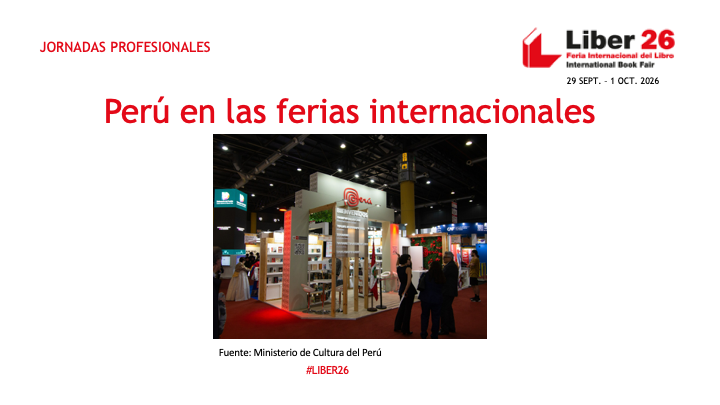 JORNADAS PROFESIONALES
Liber 26
Feria Internacional del Libro
International Book Fair
29 SEPT. - 1 OCT. 2026
Perú en las ferias internacionales
Perú
Fuente: Ministerio de Cultura del Perú
#LIBER26